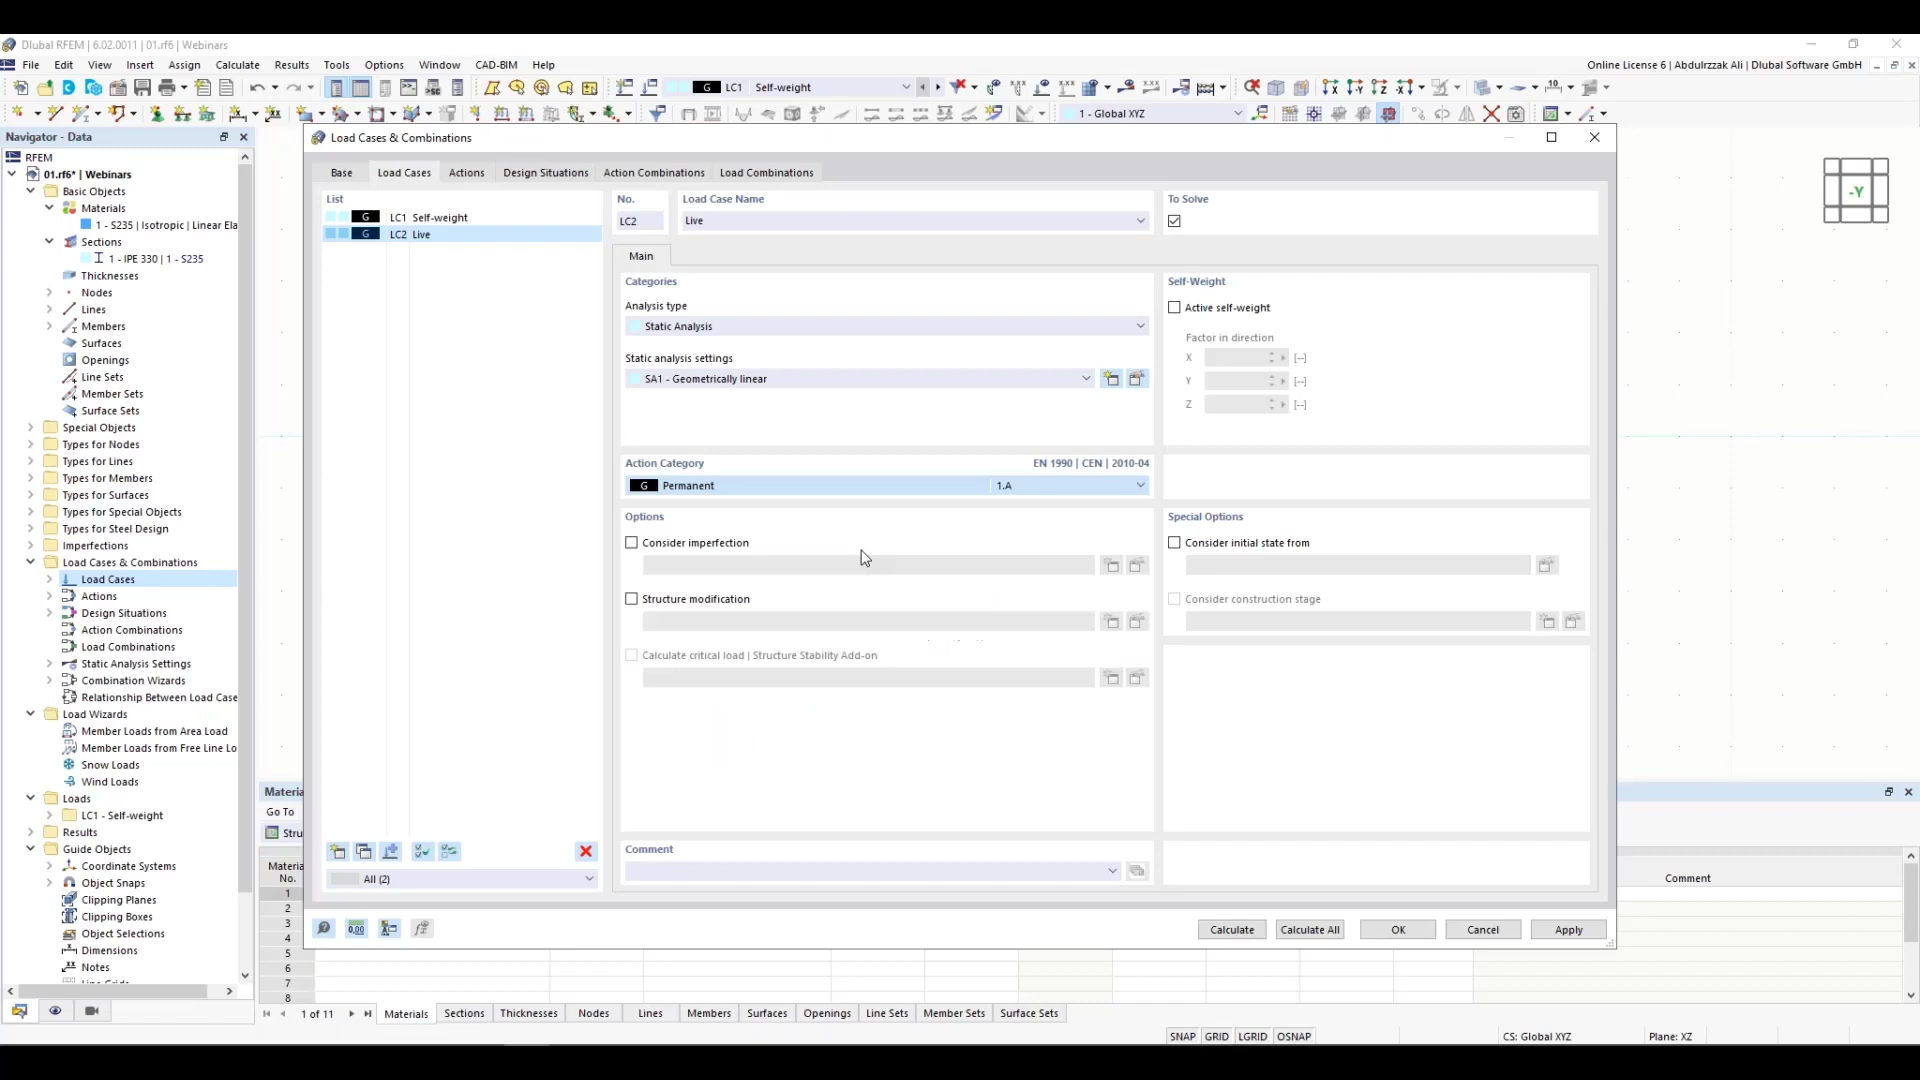 Dlubal RFEM | 6.02.0011 | 01.rf6 | Webinars
File Edit View Insert Assign Calculate Results Tools Options Window CAD-BIM Help
Online License 6 | Abdulrzzak Ali | Dlubal Software GmbH
G LC1 Self-weight
1 - Global XYZ
Navigator - Data
RFEM
01.rf6* | Webinars
Basic Objects
Materials
1 - S235 | Isotropic | Linear Ela
Sections
1 - IPE 330 | 1 - S235
Thicknesses
Nodes
Lines
Members
Surfaces
Openings
Line Sets
Member Sets
Surface Sets
Special Objects
Types for Nodes
Types for Lines
Types for Members
Types for Surfaces
Types for Special Objects
Types for Steel Design
Imperfections
Load Cases & Combinations
Load Cases
Actions
Design Situations
Action Combinations
Load Combinations
Static Analysis Settings
Combination Wizards
Relationship Between Load Case
Load Wizards
Member Loads from Area Load
Member Loads from Free Line Lo
Snow Loads
Wind Loads
Loads
LC1 - Self-weight
Results
Guide Objects
Coordinate Systems
Object Snaps
Clipping Planes
Clipping Boxes
Object Selections
Dimensions
Notes
Load Cases & Combinations
Base Load Cases Actions Design Situations Action Combinations Load Combinations
List
G LC1 Self-weight
G LC2 Live
All (2)
No.
LC2
Load Case Name
Live
To Solve
Main
Categories
Analysis type
Static Analysis
Static analysis settings
SA1 - Geometrically linear
Self-Weight
Active self-weight
Factor in direction
X [--]
Y [--]
Z [--]
Action Category EN 1990 | CEN | 2010-04
G Permanent 1.A
Options
Consider imperfection
Structure modification
Calculate critical load | Structure Stability Add-on
Special Options
Consider initial state from
Consider construction stage
Comment
Calculate Calculate All OK Cancel Apply
-Y
Materia
Go To
Stru
Materia
No.
Comment
1
2
3
4
5
6
7
8
1 of 11 Materials Sections Thicknesses Nodes Lines Members Surfaces Openings Line Sets Member Sets Surface Sets
SNAP GRID LGRID OSNAP CS: Global XYZ Plane: XZ